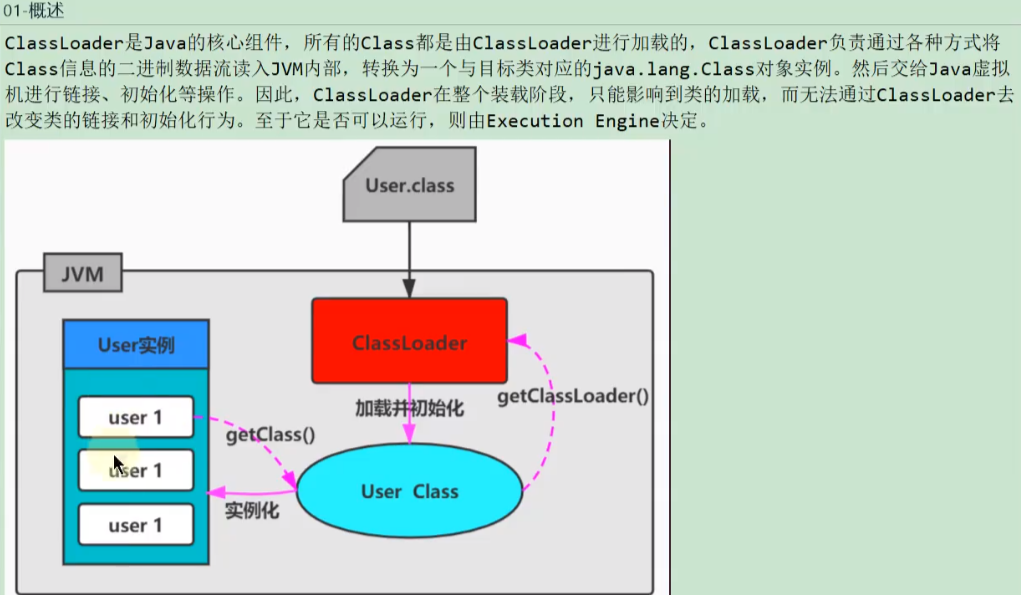 01-概述
ClassLoader是Java的核心组件，所有的Class都是由ClassLoader进行加载的，ClassLoader负责通过各种方式将
Class信息的二进制数据流读入JVM内部，转换为一个与目标类对应的java.lang.Class对象实例。然后交给Java虚拟
机进行链接、初始化等操作。因此，ClassLoader在整个装载阶段，只能影响到类的加载，而无法通过ClassLoader去
改变类的链接和初始化行为。至于它是否可以运行，则由Execution Engine决定。
User.class
JVM
User实例
ClassLoader
getClassLoader()
加载并初始化
user 1
getClass()
user 1
User Class
实例化
user 1